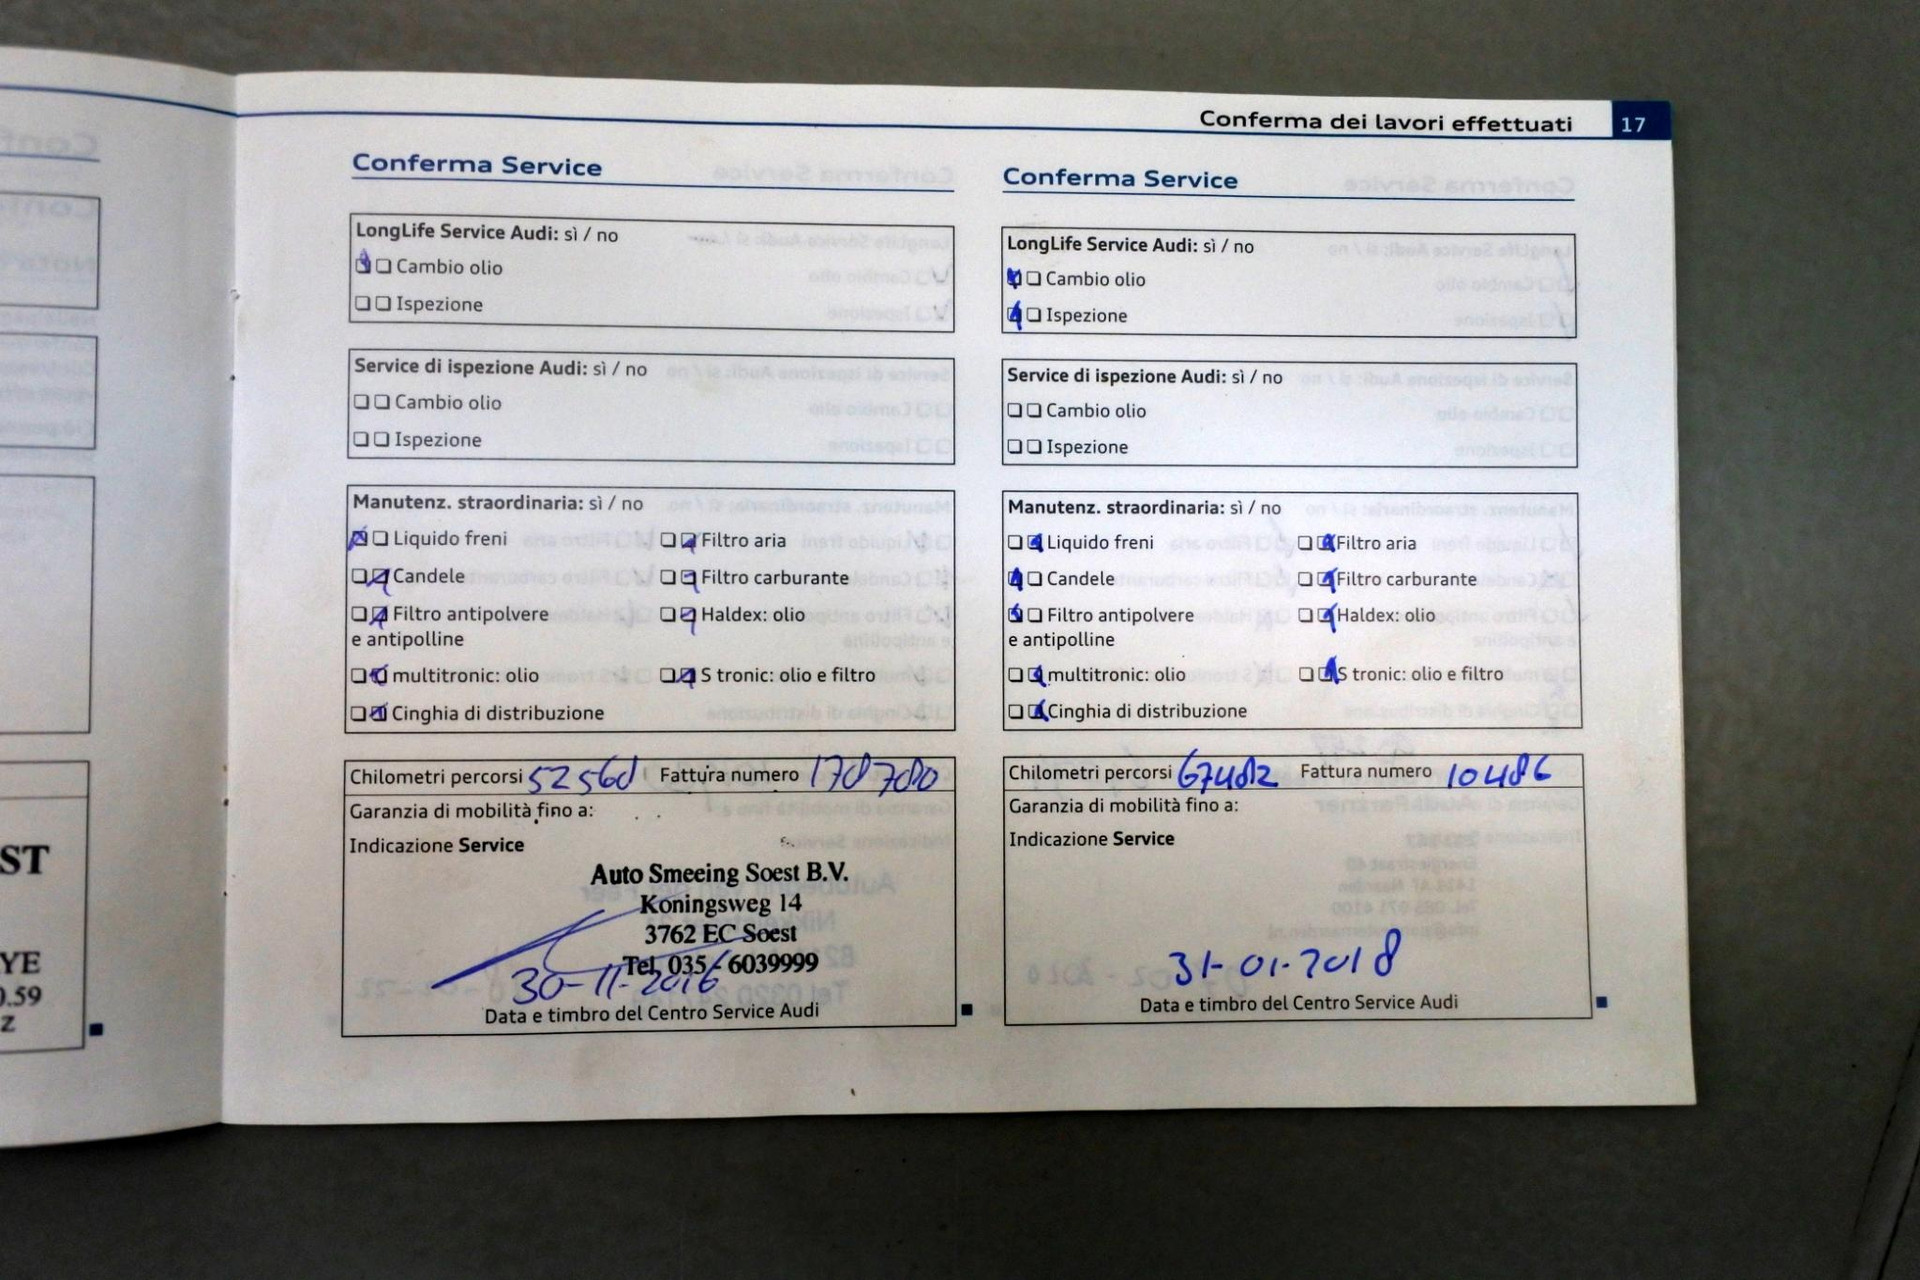 Conferma dei lavori effettuati 17
Conferma Service
LongLife Service Audi: sì / no
Cambio olio
Ispezione
Service di ispezione Audi: sì / no
Cambio olio
Ispezione
Manutenz. straordinaria: sì / no
Liquido freni Filtro aria
Candele Filtro carburante
Filtro antipolvere Haldex: olio
e antipolline
multitronic: olio S tronic: olio e filtro
Cinghia di distribuzione
Chilometri percorsi 52560 Fattura numero 178780
Garanzia di mobilità fino a:
Indicazione Service
Auto Smeeing Soest B.V.
Koningsweg 14
3762 EC Soest
Tel. 035 - 6039999
30-11-2016
Data e timbro del Centro Service Audi
Conferma Service
LongLife Service Audi: sì / no
Cambio olio
Ispezione
Service di ispezione Audi: sì / no
Cambio olio
Ispezione
Manutenz. straordinaria: sì / no
Liquido freni Filtro aria
Candele Filtro carburante
Filtro antipolvere Haldex: olio
e antipolline
multitronic: olio S tronic: olio e filtro
Cinghia di distribuzione
Chilometri percorsi 67482 Fattura numero 10486
Garanzia di mobilità fino a:
Indicazione Service
31-01-2018
Data e timbro del Centro Service Audi